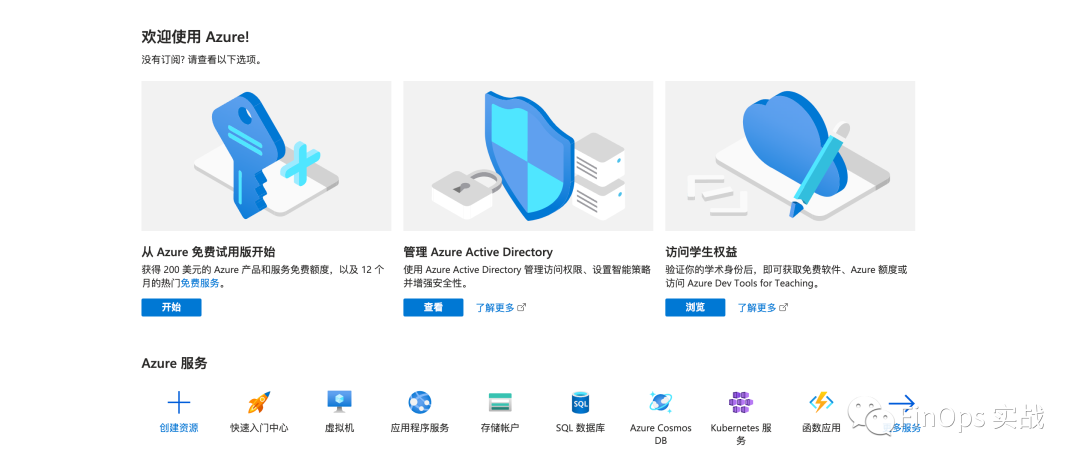 欢迎使用 Azure!
没有订阅? 请查看以下选项。
从 Azure 免费试用版开始
获得 200 美元的 Azure 产品和服务免费额度，以及 12 个
月的热门免费服务。
开始
管理 Azure Active Directory
使用 Azure Active Directory 管理访问权限、设置智能策略
并增强安全性。
查看 了解更多
访问学生权益
验证你的学术身份后，即可获取免费软件、Azure 额度或
访问 Azure Dev Tools for Teaching。
浏览 了解更多
Azure 服务
SQL
创建资源 快速入门中心 虚拟机 应用程序服务 存储帐户 SQL 数据库 Azure Cosmos
DB
Kubernetes 服
务
函数应用 多服务
FinOps 实战